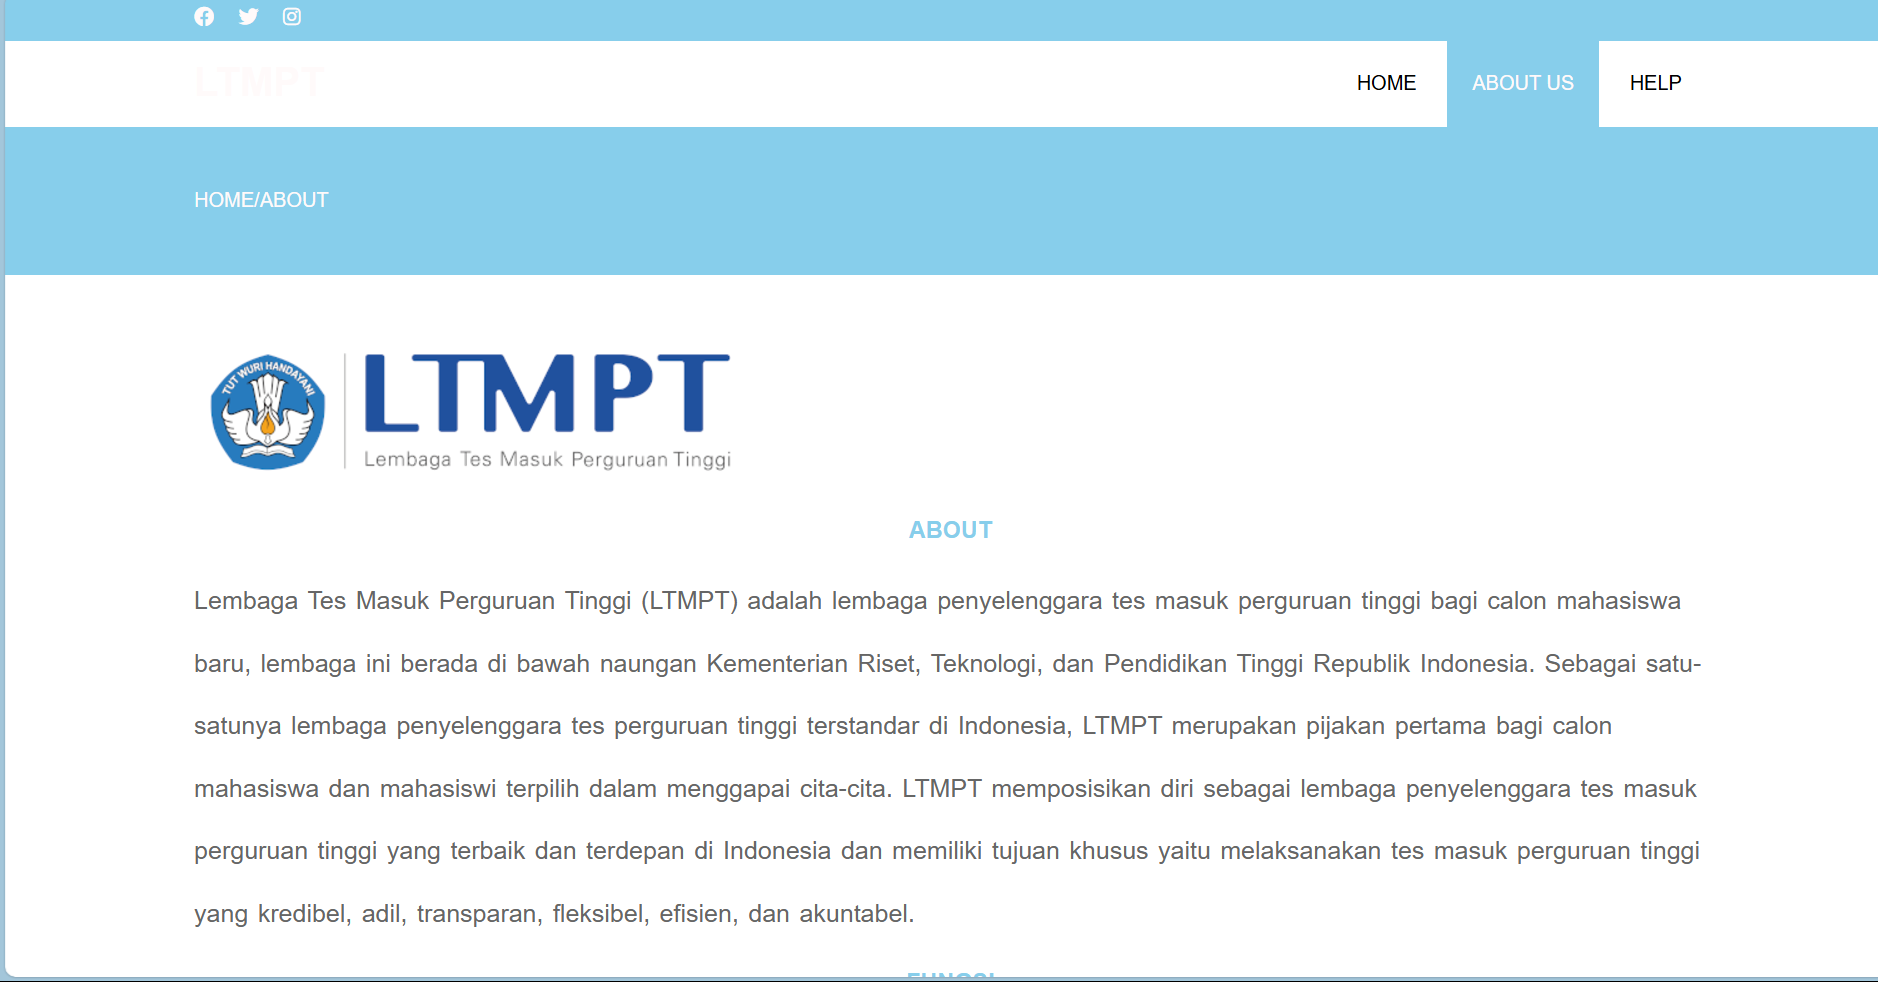 LTMPT
HOME
ABOUT US
HELP
HOME/ABOUT
TUT WURI HANDAYANI
LTMPT
Lembaga Tes Masuk Perguruan Tinggi
ABOUT
Lembaga Tes Masuk Perguruan Tinggi (LTMPT) adalah lembaga penyelenggara tes masuk perguruan tinggi bagi calon mahasiswa
baru, lembaga ini berada di bawah naungan Kementerian Riset, Teknologi, dan Pendidikan Tinggi Republik Indonesia. Sebagai satu-
satunya lembaga penyelenggara tes perguruan tinggi terstandar di Indonesia, LTMPT merupakan pijakan pertama bagi calon
mahasiswa dan mahasiswi terpilih dalam menggapai cita-cita. LTMPT memposisikan diri sebagai lembaga penyelenggara tes masuk
perguruan tinggi yang terbaik dan terdepan di Indonesia dan memiliki tujuan khusus yaitu melaksanakan tes masuk perguruan tinggi
yang kredibel, adil, transparan, fleksibel, efisien, dan akuntabel.
FUNGSI